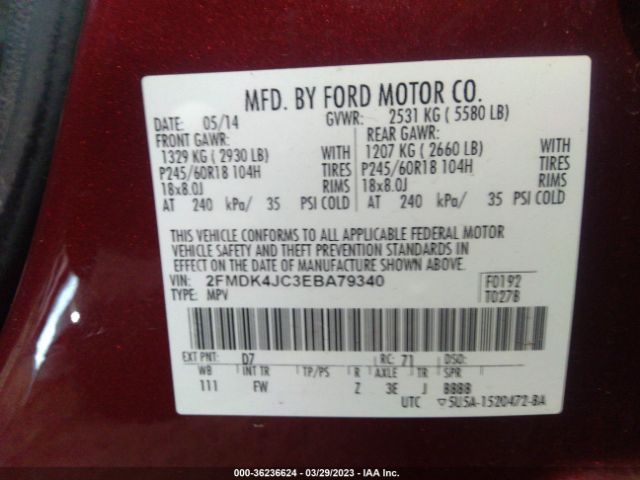 MFD. BY FORD MOTOR CO.
DATE: 05/14 GVWR: 2531 KG ( 5580 LB)
FRONT GAWR: REAR GAWR:
1329 KG ( 2930 LB) WITH 1207 KG ( 2660 LB) WITH
P245/60R18 104H TIRES P245/60R18 104H TIRES
18x8.0J RIMS 18x8.0J RIMS
AT 240 kPa/ 35 PSI COLD AT 240 kPa/ 35 PSI COLD
THIS VEHICLE CONFORMS TO ALL APPLICABLE FEDERAL MOTOR
VEHICLE SAFETY AND THEFT PREVENTION STANDARDS IN
EFFECT ON THE DATE OF MANUFACTURE SHOWN ABOVE.
VIN: 2FMDK4JC3EBA79340 F0192
TYPE: MPV T0278
EXT PNT: D7 RC: 71 DSO:
WB INT TR TP/PS R AXLE TR SPR
111 FW Z 3E J BBBB
UTC ▽5U5A-1520472-BA
000-36236624 / 03/29/2023 - IAA Inc.